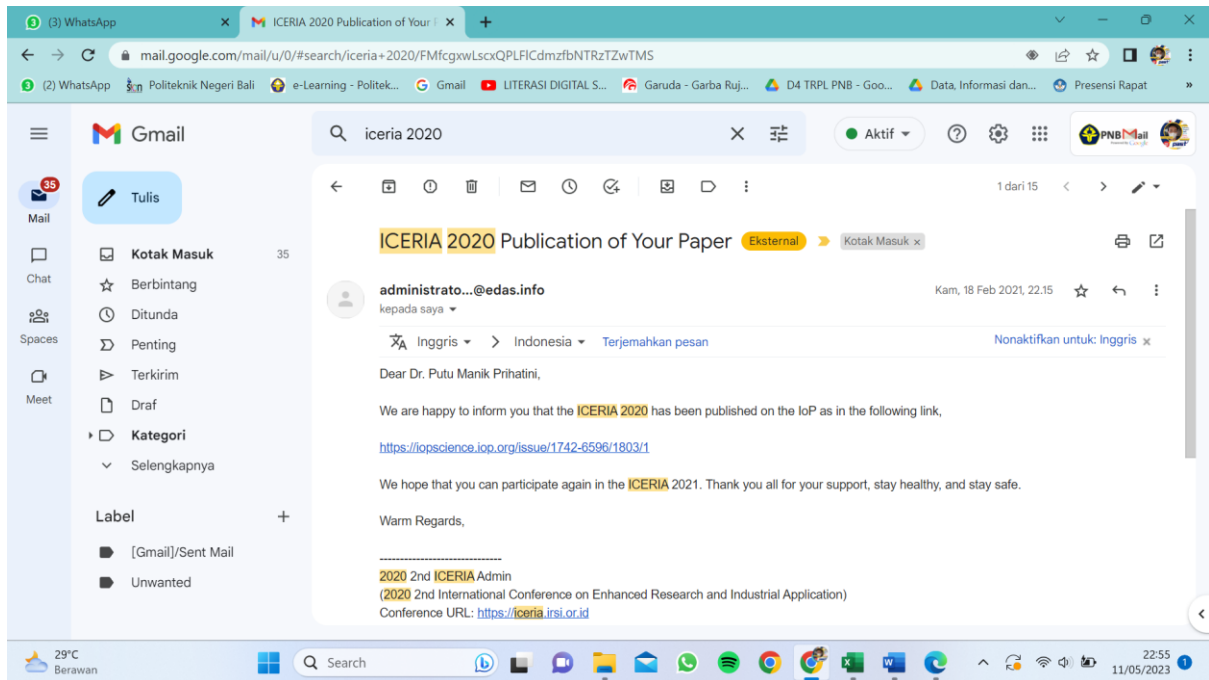 (3) WhatsApp
ICERIA 2020 Publication of Your P
mail.google.com/mail/u/0/#search/iceria+2020/FMfcgxwLscxQPLFlCdmzfbNTRzTZwTMS
(2) WhatsApp Politeknik Negeri Bali e-Learning - Politek... Gmail LITERASI DIGITAL S... Garuda - Garba Ruj... D4 TRPL PNB - Goo... Data, Informasi dan... Presensi Rapat »
Gmail
iceria 2020
Aktif
PNBMail
35
Mail
Chat
Spaces
Meet
Tulis
Kotak Masuk 35
Berbintang
Ditunda
Penting
Terkirim
Draf
Kategori
Selengkapnya
Label +
[Gmail]/Sent Mail
Unwanted
1 dari 15
ICERIA 2020 Publication of Your Paper Eksternal Kotak Masuk x
administrato...@edas.info Kam, 18 Feb 2021, 22.15
kepada saya
Inggris > Indonesia Terjemahkan pesan Nonaktifkan untuk: Inggris x
Dear Dr. Putu Manik Prihatini,
We are happy to inform you that the ICERIA 2020 has been published on the IoP as in the following link,
https://iopscience.iop.org/issue/1742-6596/1803/1
We hope that you can participate again in the ICERIA 2021. Thank you all for your support, stay healthy, and stay safe.
Warm Regards,
------------------------------
2020 2nd ICERIA Admin
(2020 2nd International Conference on Enhanced Research and Industrial Application)
Conference URL: https://iceria.irsi.or.id
29°C
Berawan
Search
22:55
11/05/2023
1